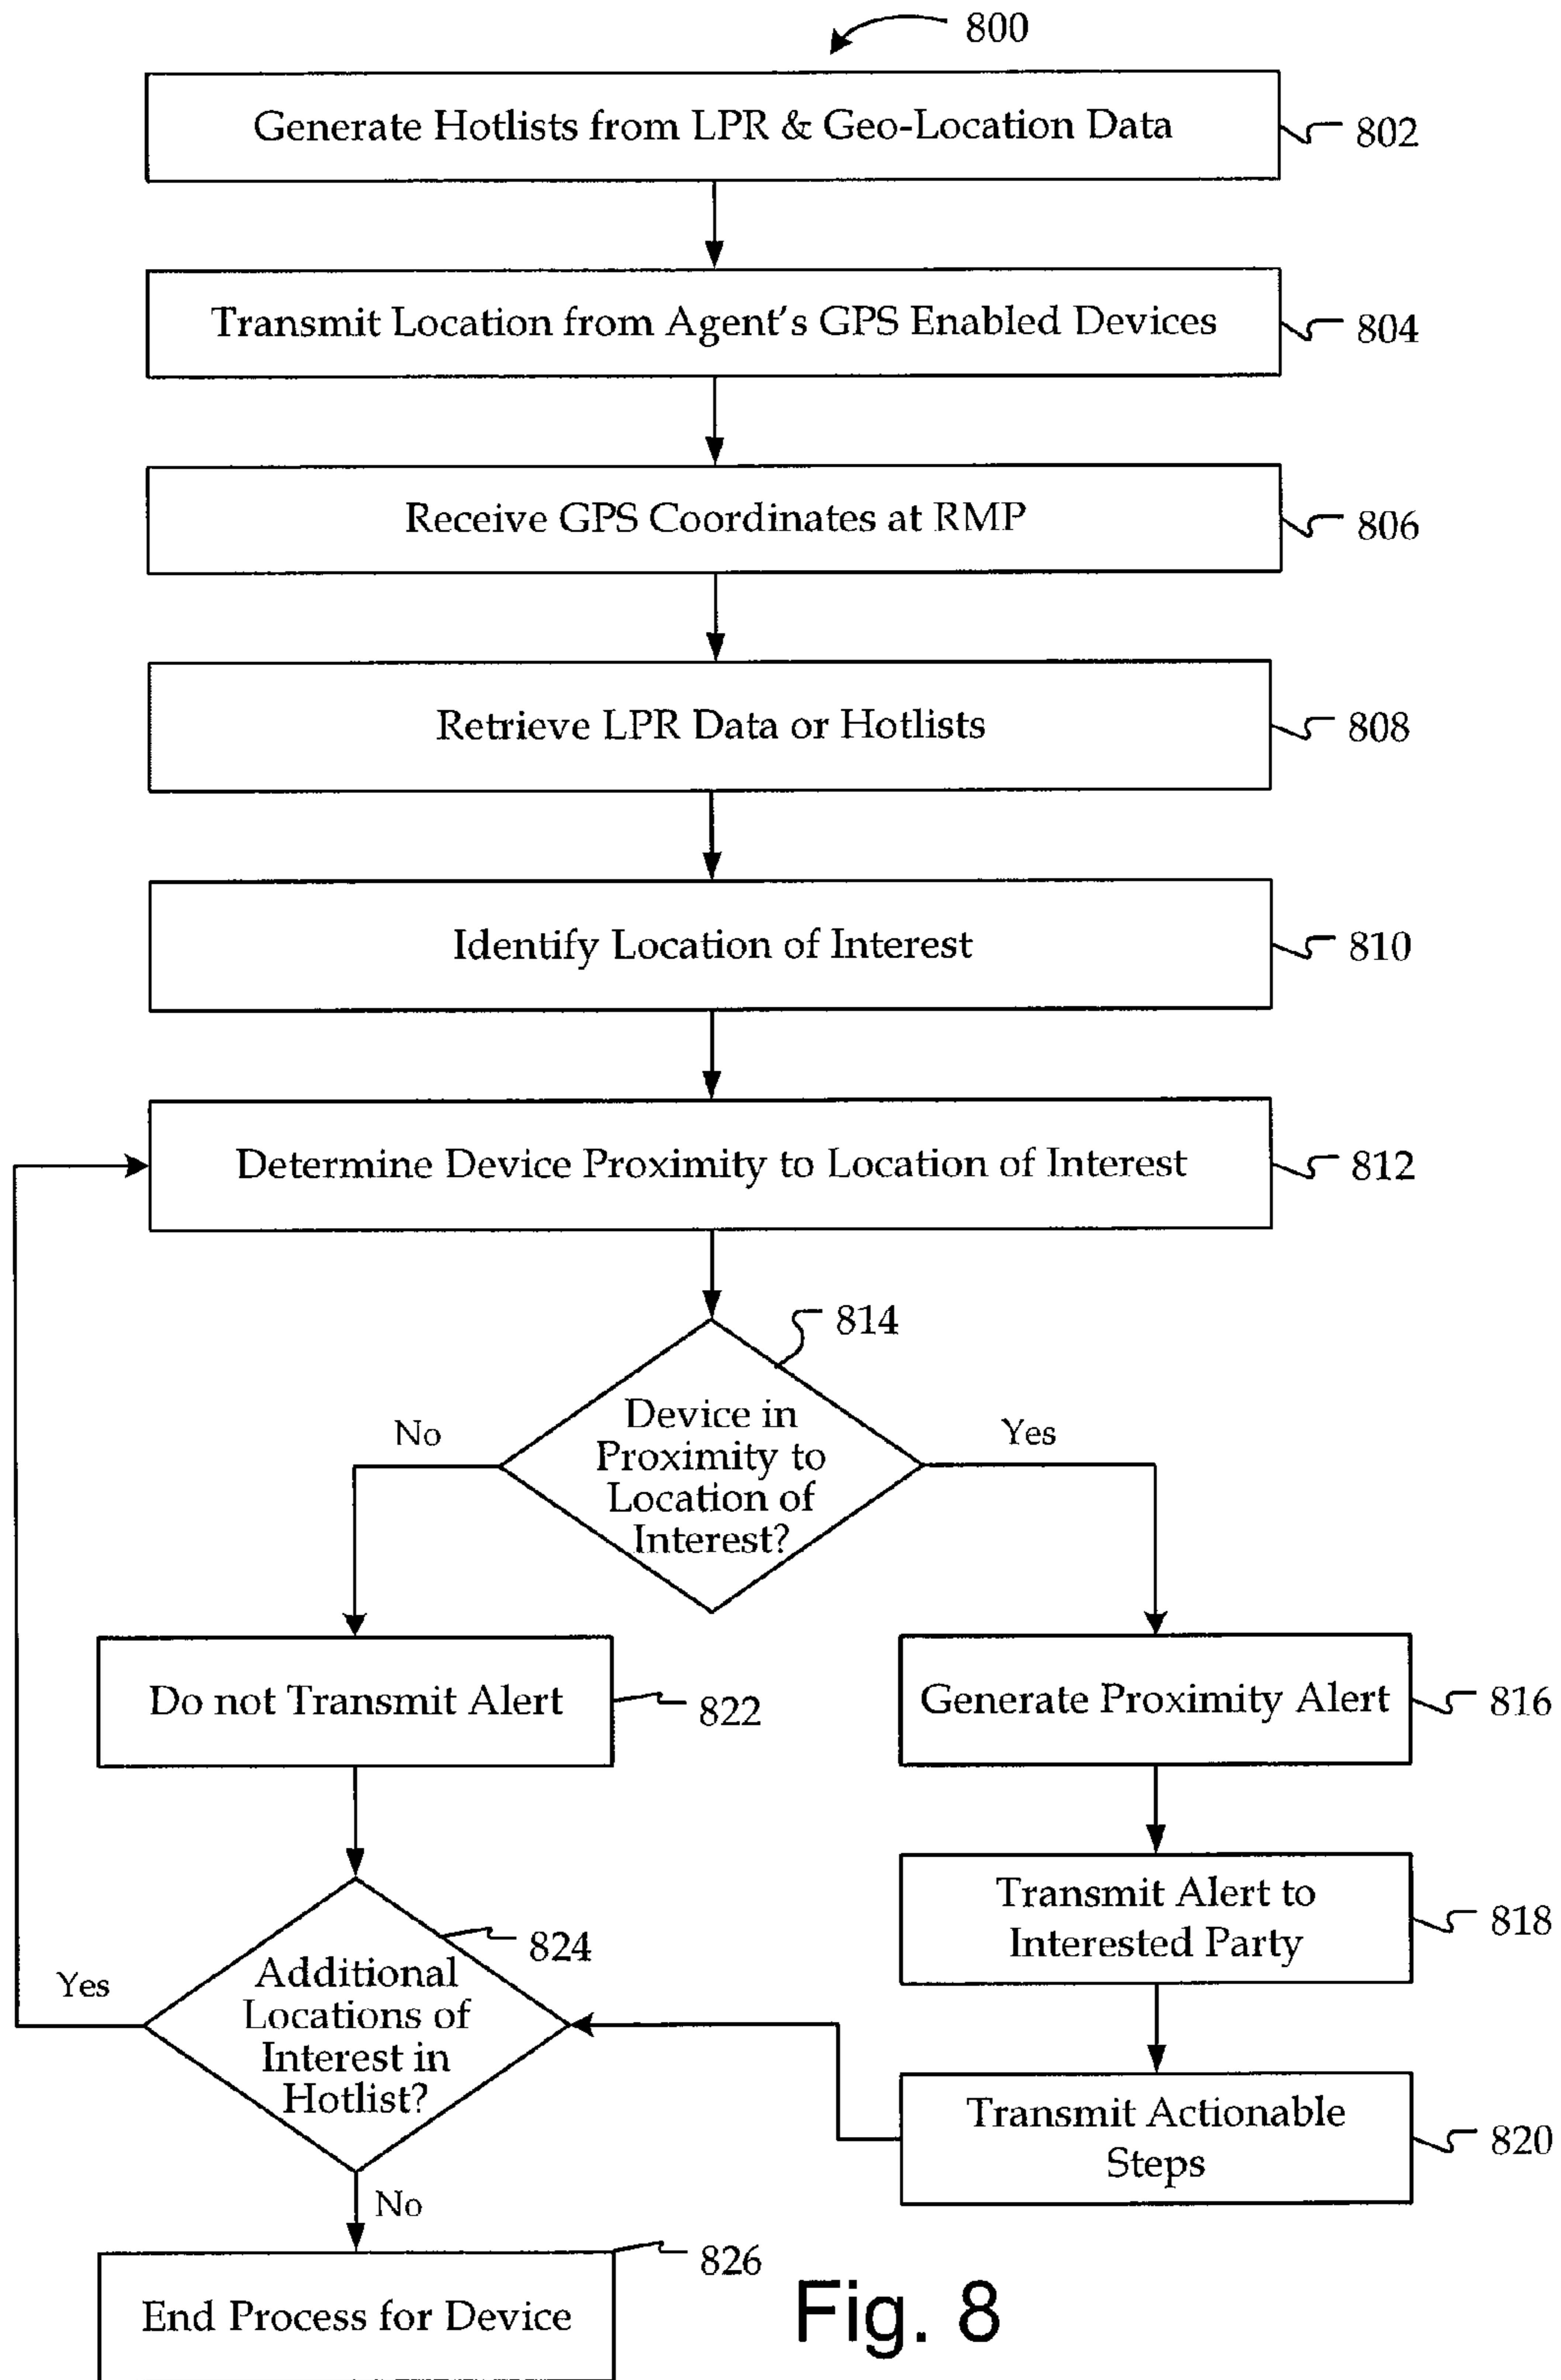 800
Generate Hotlists from LPR & Geo-Location Data
802
Transmit Location from Agent's GPS Enabled Devices
804
Receive GPS Coordinates at RMP
806
Retrieve LPR Data or Hotlists
808
Identify Location of Interest
810
Determine Device Proximity to Location of Interest
812
814
Device in
Proximity to
Location of
Interest?
No
Yes
Do not Transmit Alert
822
Generate Proximity Alert
816
Transmit Alert to
Interested Party
818
824
Additional
Locations of
Interest in
Hotlist?
Yes
Transmit Actionable
Steps
820
No
End Process for Device
826
Fig. 8